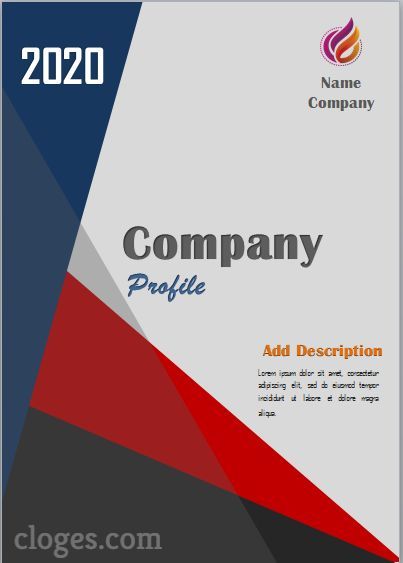 2020
Name
Company
Company
Profile
Add Description
Lorem ipsum dolor sit amet, consectetur
adipiscing elit, sed do eiusmod tempor
incididunt ut labore et dolore magna
aliqua.
cloges.com